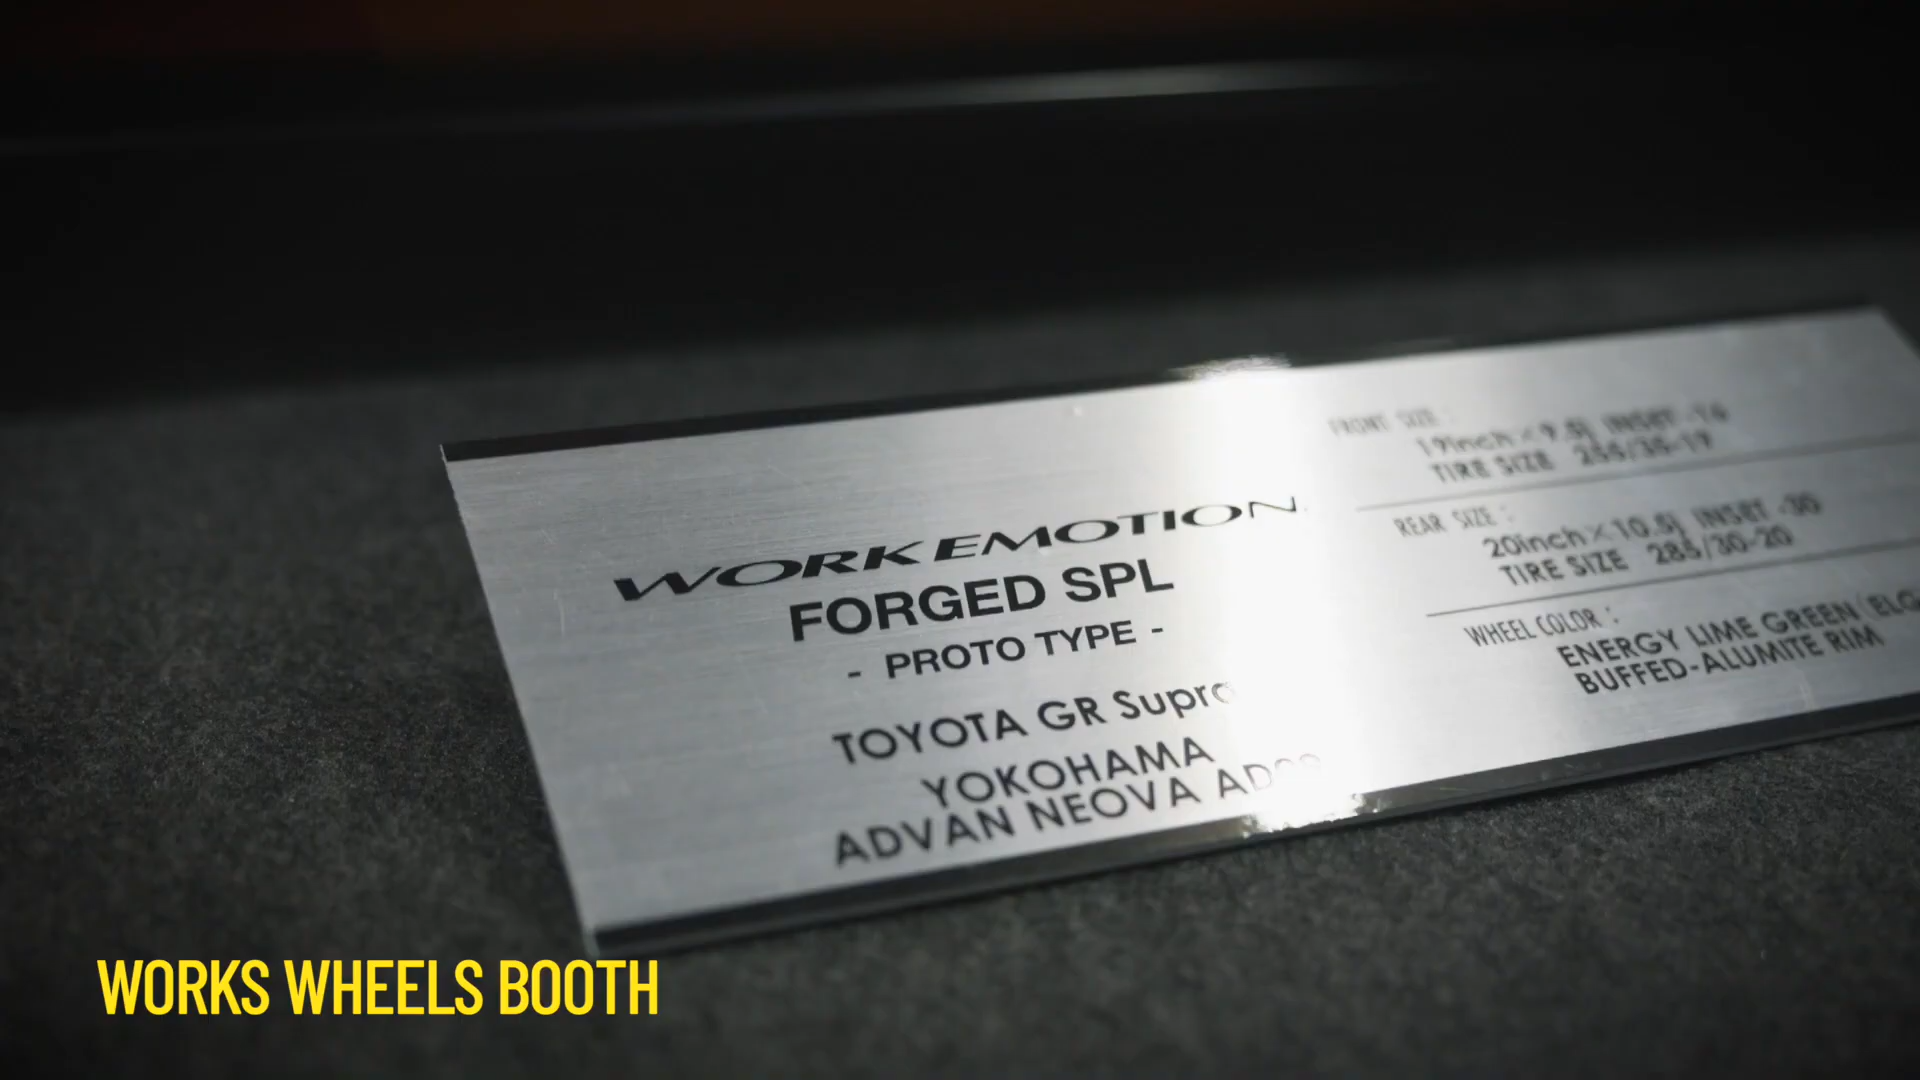 WORK EMOTION
FORGED SPL
- PROTO TYPE -
TOYOTA GR Supra
YOKOHAMA
ADVAN NEOVA
FRONT SIZE :
TIRE SIZE
REAR SIZE :
20inch×10.5j INSET -30
TIRE SIZE 285/30-20
WHEEL COLOR :
ENERGY LIME GREEN (ELG
BUFFED-ALUMITE RIM
WORKS WHEELS BOOTH